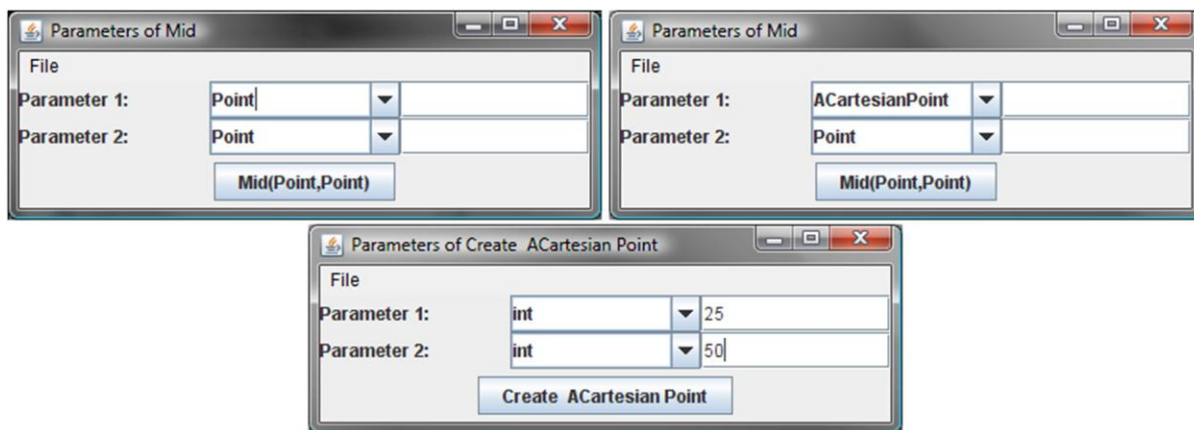 Parameters of Mid
File
Parameter 1: Point
Parameter 2: Point
Mid(Point,Point)
Parameters of Mid
File
Parameter 1: ACartesianPoint
Parameter 2: Point
Mid(Point,Point)
Parameters of Create ACartesian Point
File
Parameter 1: int 25
Parameter 2: int 50
Create ACartesian Point